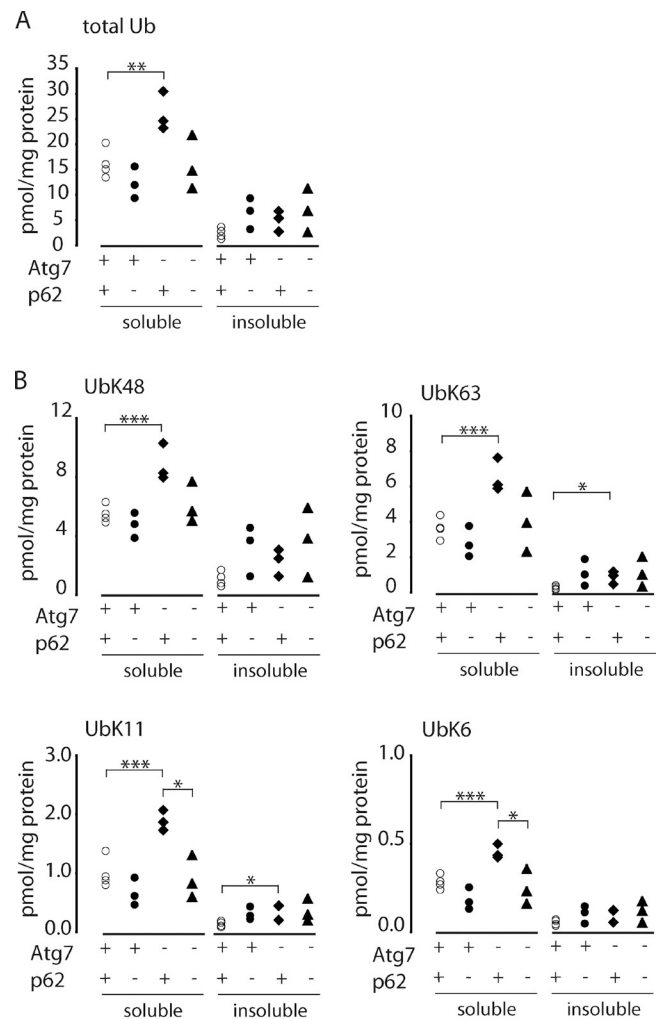 A
total Ub
pmol/mg protein
35
30
25
20
15
10
5
0
**
Atg7 + + - - + + - -
p62 + - + - + - + -
soluble insoluble
B
UbK48
pmol/mg protein
12
8
4
0
***
Atg7 + + - - + + - -
p62 + - + - + - + -
soluble insoluble
UbK63
pmol/mg protein
10
8
6
4
2
0
***
*
Atg7 + + - - + + - -
p62 + - + - + - + -
soluble insoluble
UbK11
pmol/mg protein
3.0
2.0
1.0
0.0
***
*
*
Atg7 + + - - + + - -
p62 + - + - + - + -
soluble insoluble
UbK6
pmol/mg protein
1.0
0.5
0.0
***
*
Atg7 + + - - + + - -
p62 + - + - + - + -
soluble insoluble